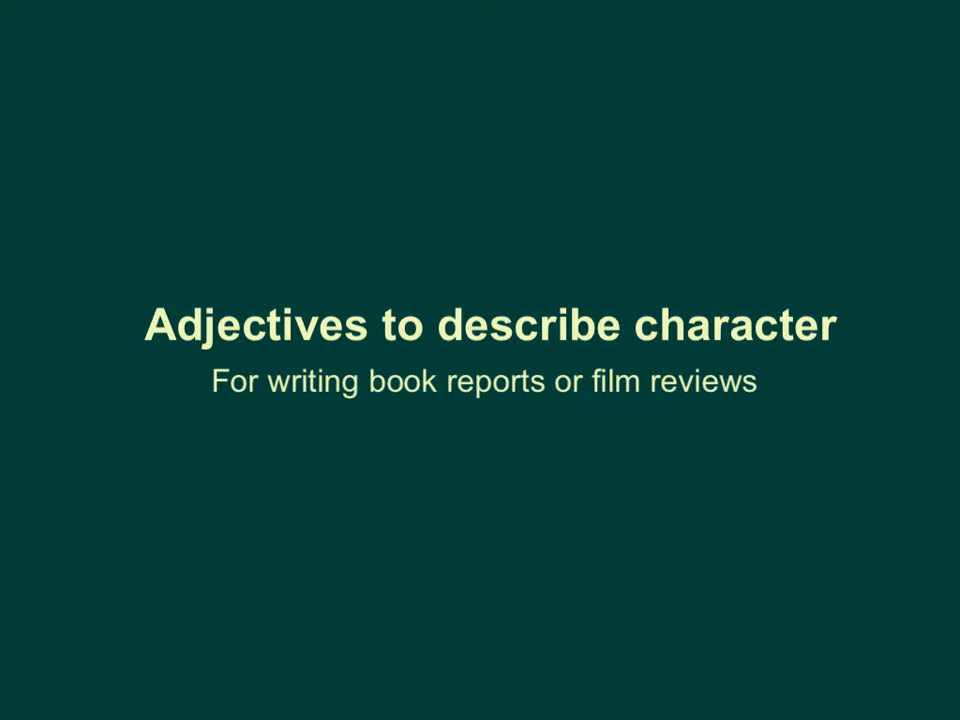 Adjectives to describe character
For writing book reports or film reviews